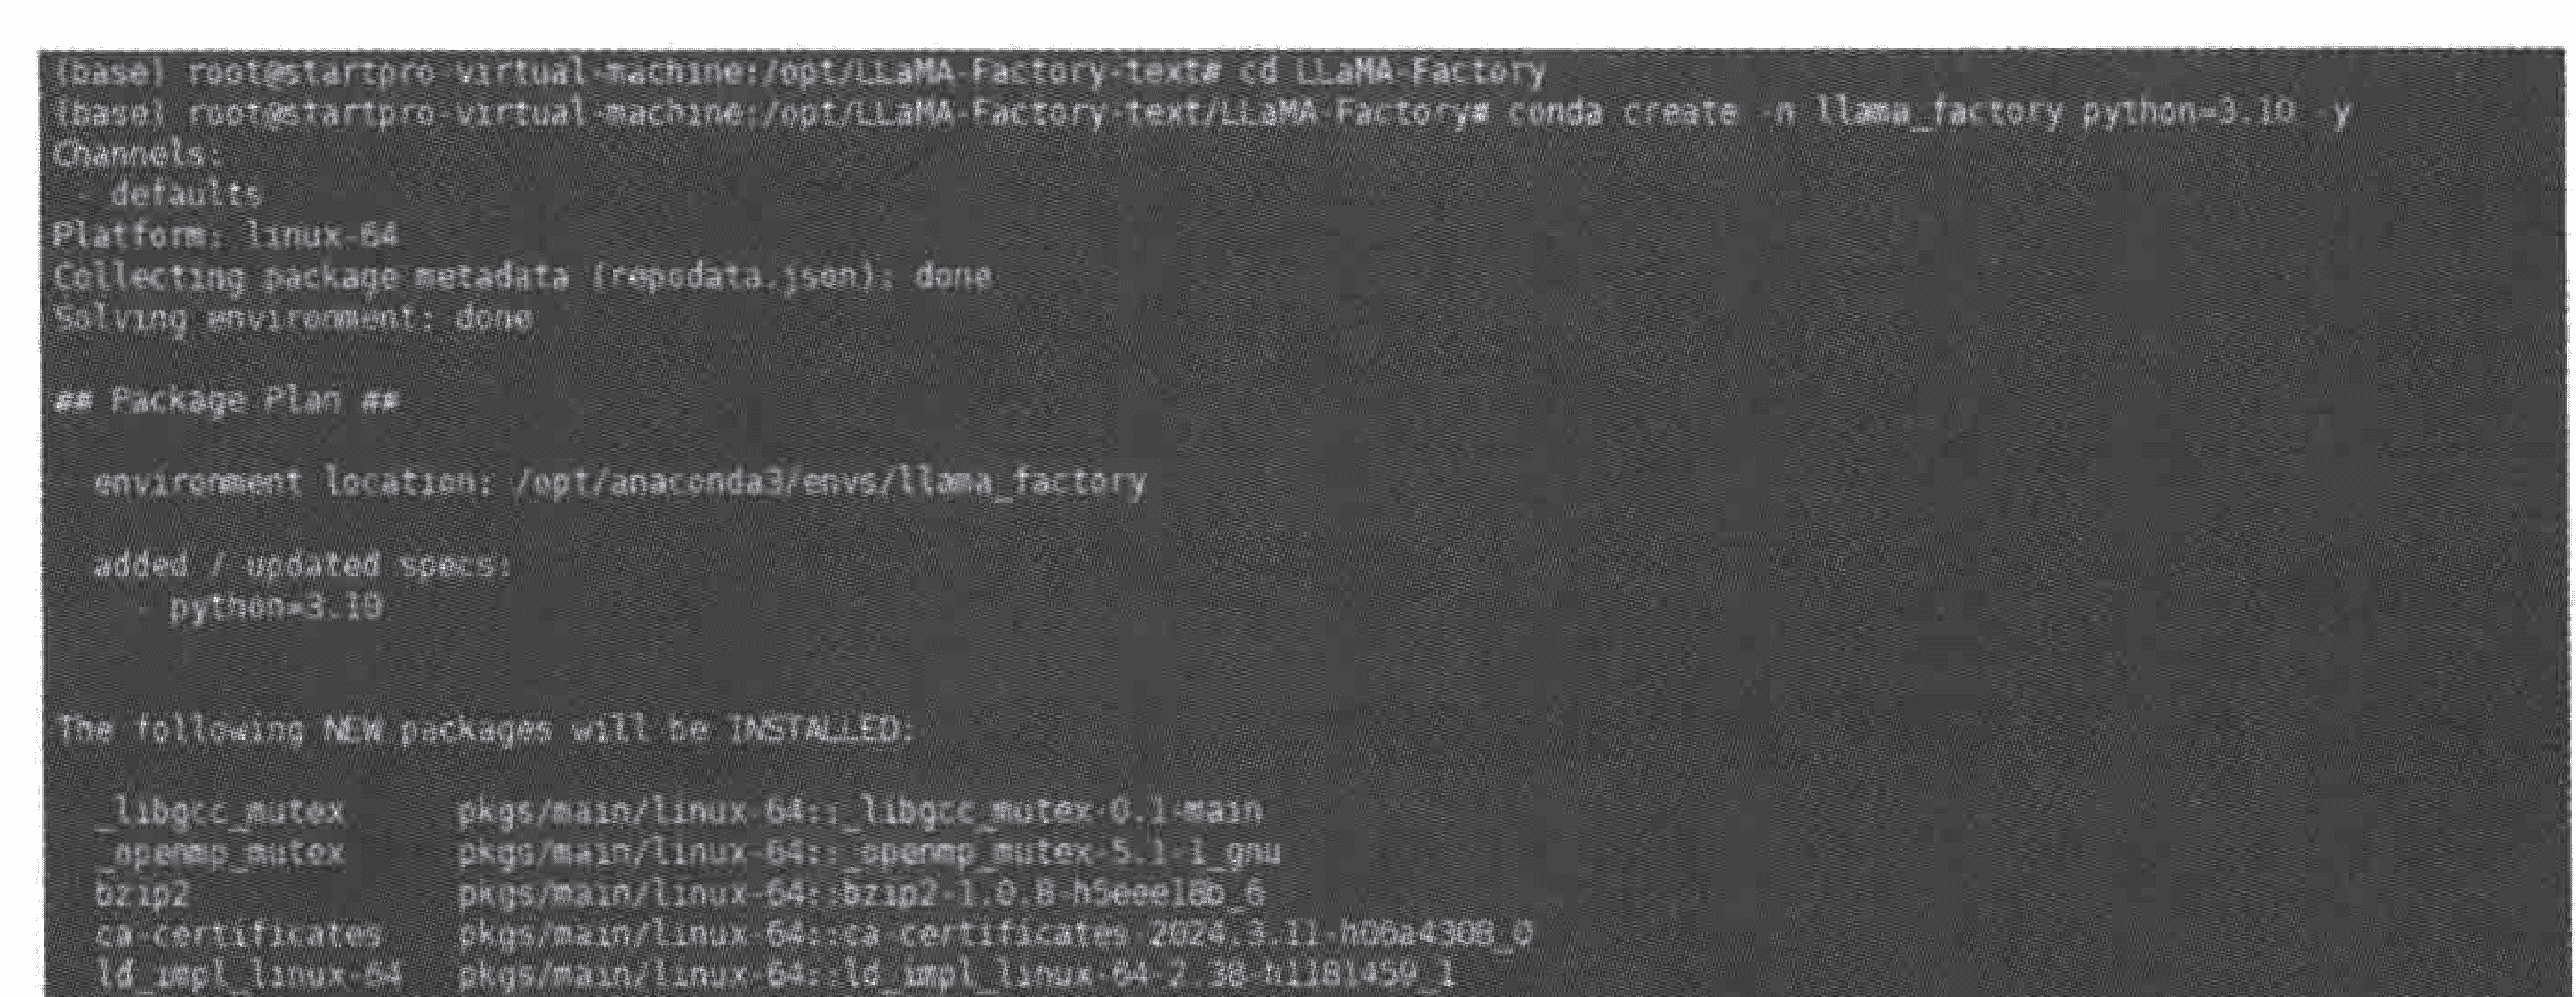 (base) root@startpro-virtual-machine:/opt/LLaMA-Factory-text# cd LLaMA-Factory
(base) root@startpro-virtual-machine:/opt/LLaMA-Factory-text/LLaMA-Factory# conda create -n llama_factory python=3.10 -y
Channels:
 - defaults
Platform: linux-64
Collecting package metadata (repodata.json): done
Solving environment: done
## Package Plan ##
  environment location: /opt/anaconda3/envs/llama_factory
  added / updated specs:
    - python=3.10
The following NEW packages will be INSTALLED:
  _libgcc_mutex      pkgs/main/linux-64::_libgcc_mutex-0.1-main
  _openmp_mutex      pkgs/main/linux-64::_openmp_mutex-5.1-1_gnu
  bzip2              pkgs/main/linux-64::bzip2-1.0.8-h5eee18b_6
  ca-certificates    pkgs/main/linux-64::ca-certificates-2024.3.11-h06a4308_0
  ld_impl_linux-64   pkgs/main/linux-64::ld_impl_linux-64-2.38-h1181459_1